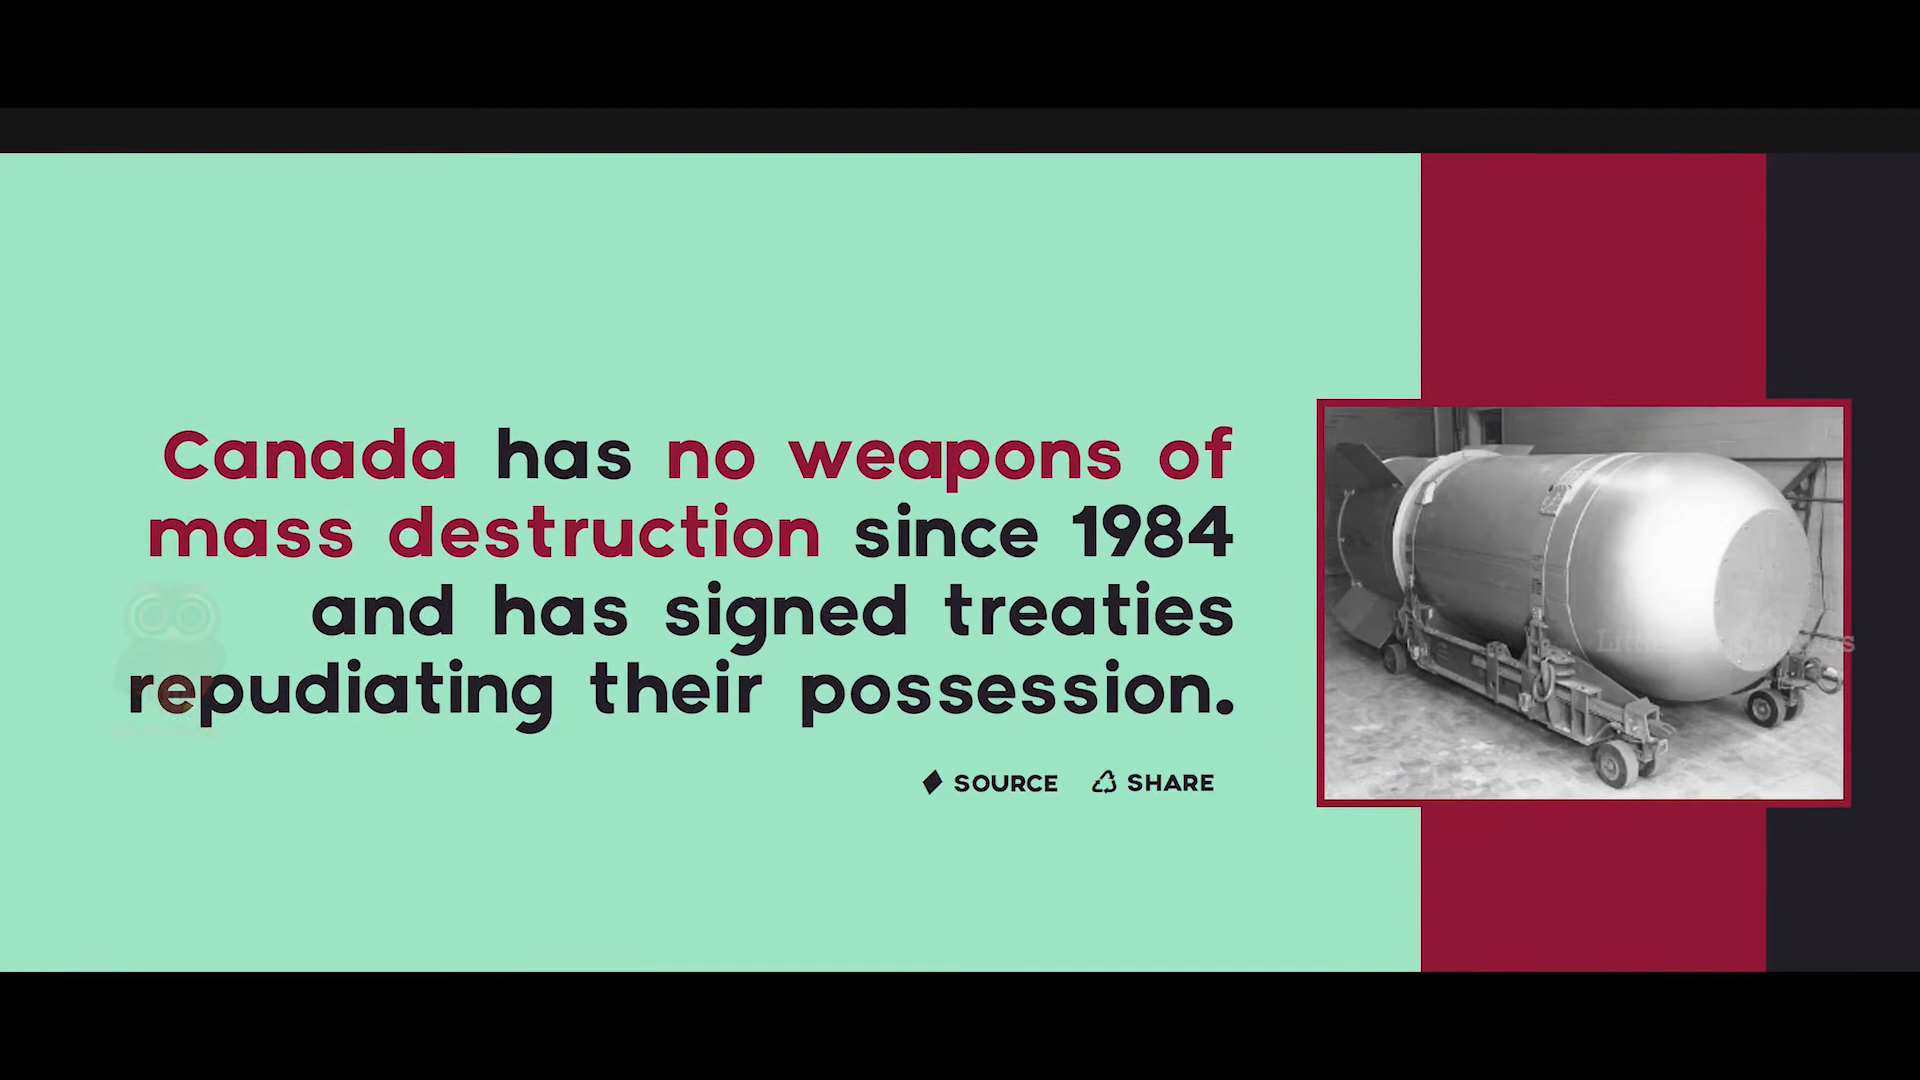 Canada has no weapons of
mass destruction since 1984
and has signed treaties
repudiating their possession.
SOURCE SHARE